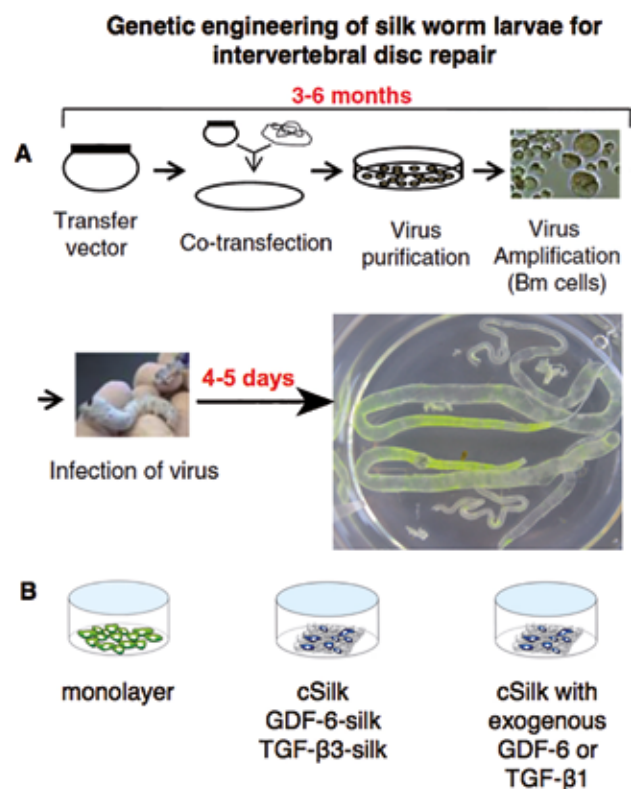 Genetic engineering of silk worm larvae for
intervertebral disc repair
3-6 months
A
Transfer
vector
Co-transfection
Virus
purification
Virus
Amplification
(Bm cells)
4-5 days
Infection of virus
B
monolayer
cSilk
GDF-6-silk
TGF-β3-silk
cSilk with
exogenous
GDF-6 or
TGF-β1